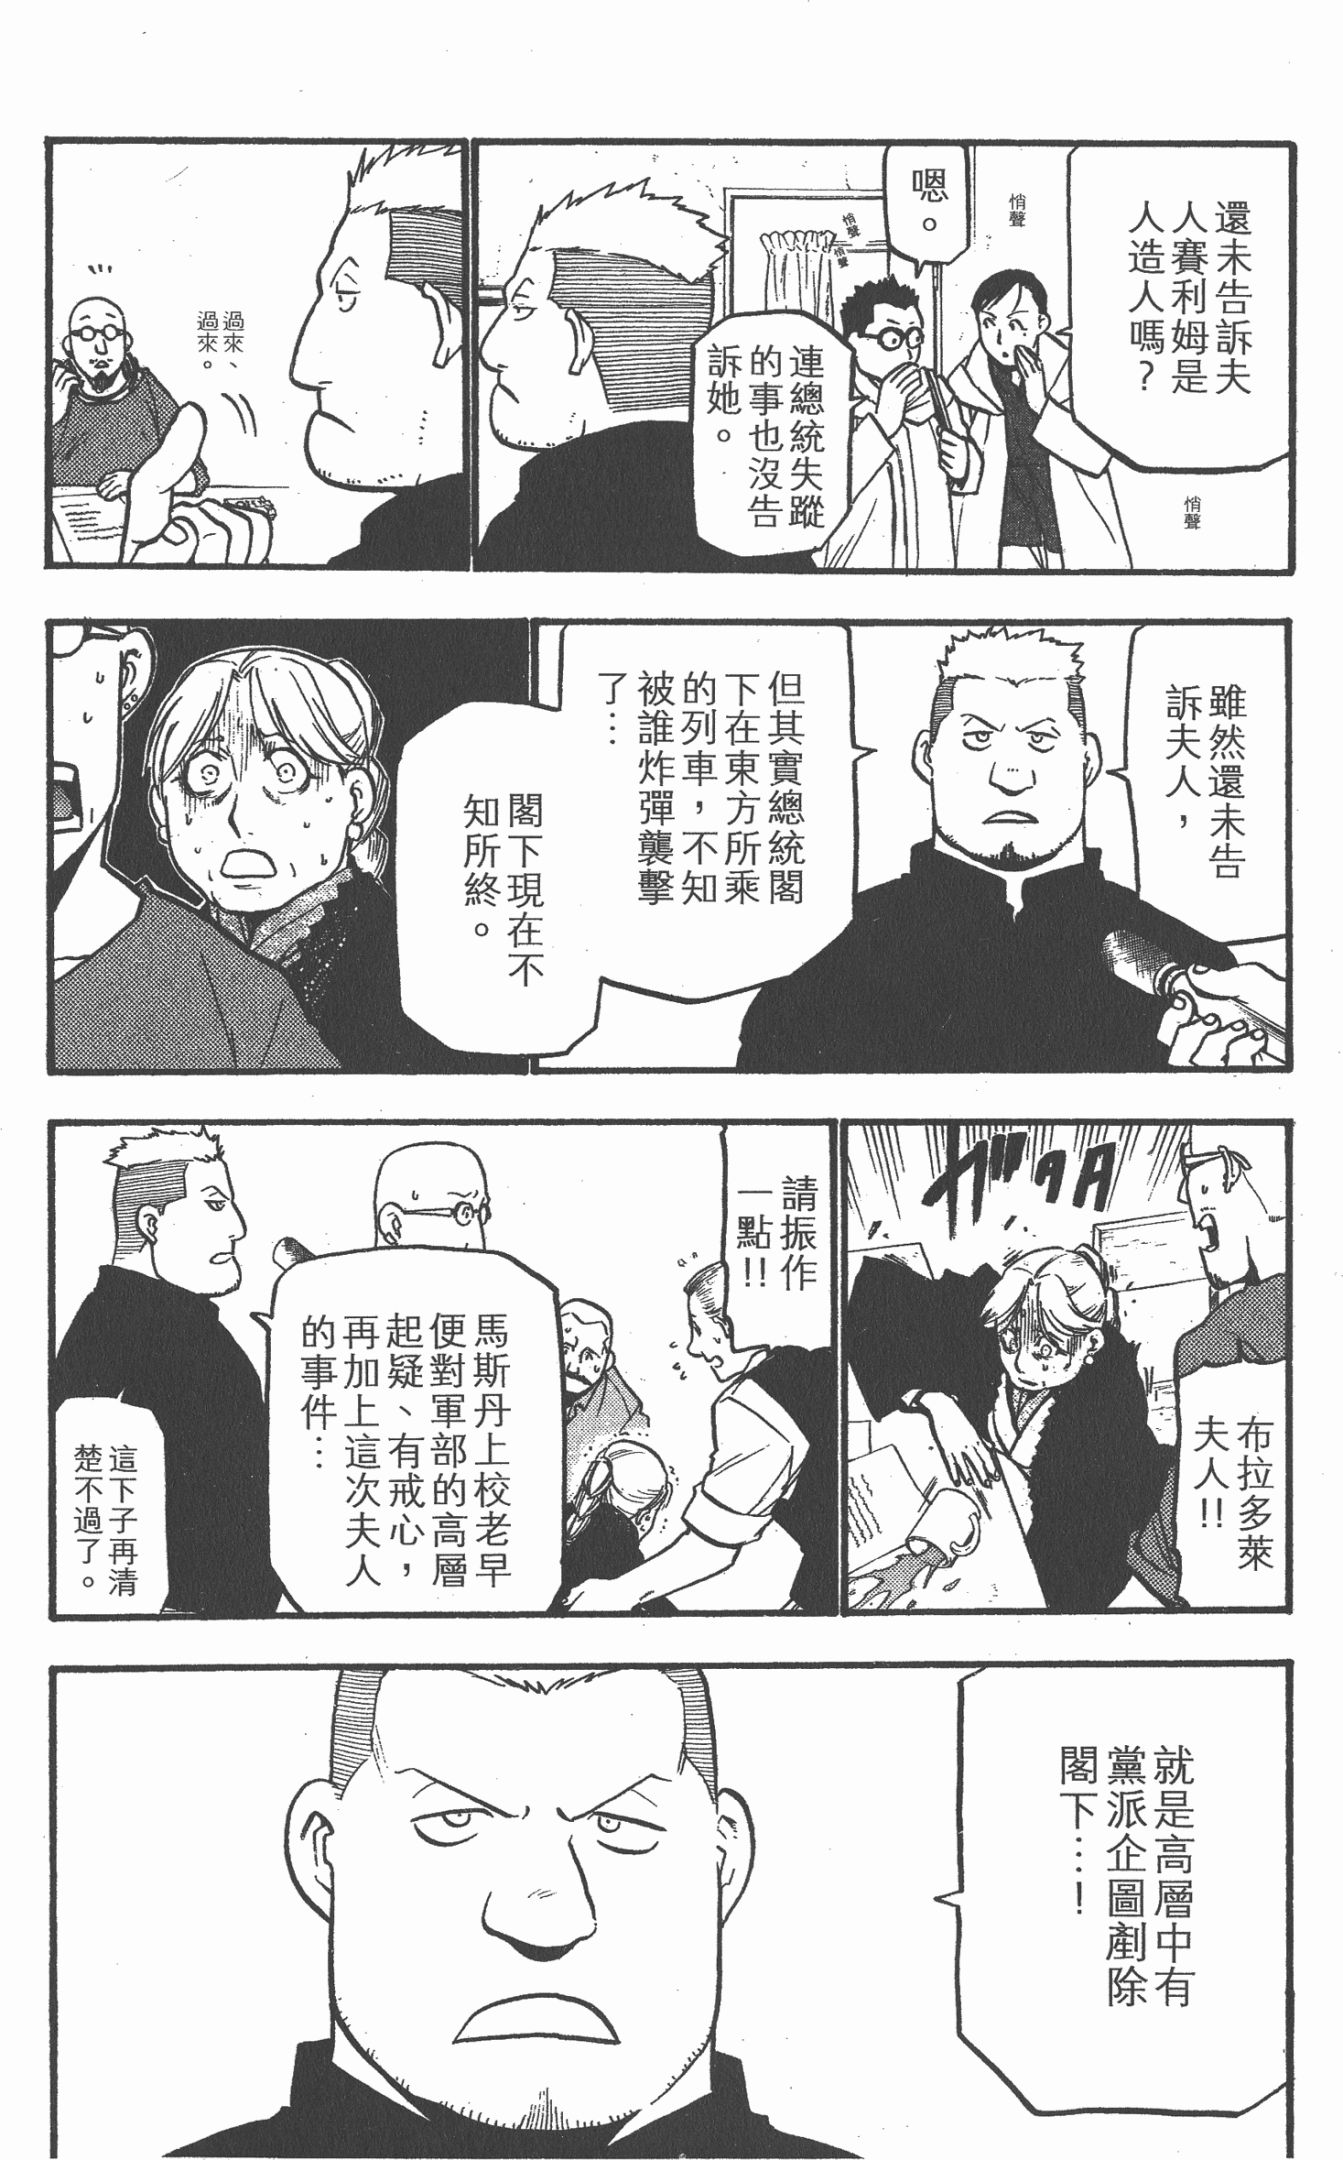 還未告訴夫
人賽利姆是
人造人嗎？
悄聲
嗯。
悄聲
悄聲
悄聲
連總統失蹤
的事也沒告
訴她。
過來、
過來。
雖然還未告
訴夫人，
但其實總統閣
下在東方所乘
的列車，不知
被誰炸彈襲擊
了⋯
閣下現在不
知所終。
ガタタ
布拉多萊
夫人!!
請振作
一點!!
馬斯丹上校老早
便對軍部的高層
起疑、有戒心，
再加上這次夫人
的事件⋯
這下子再清
楚不過了。
就是高層中有
黨派企圖剷除
閣下⋯！